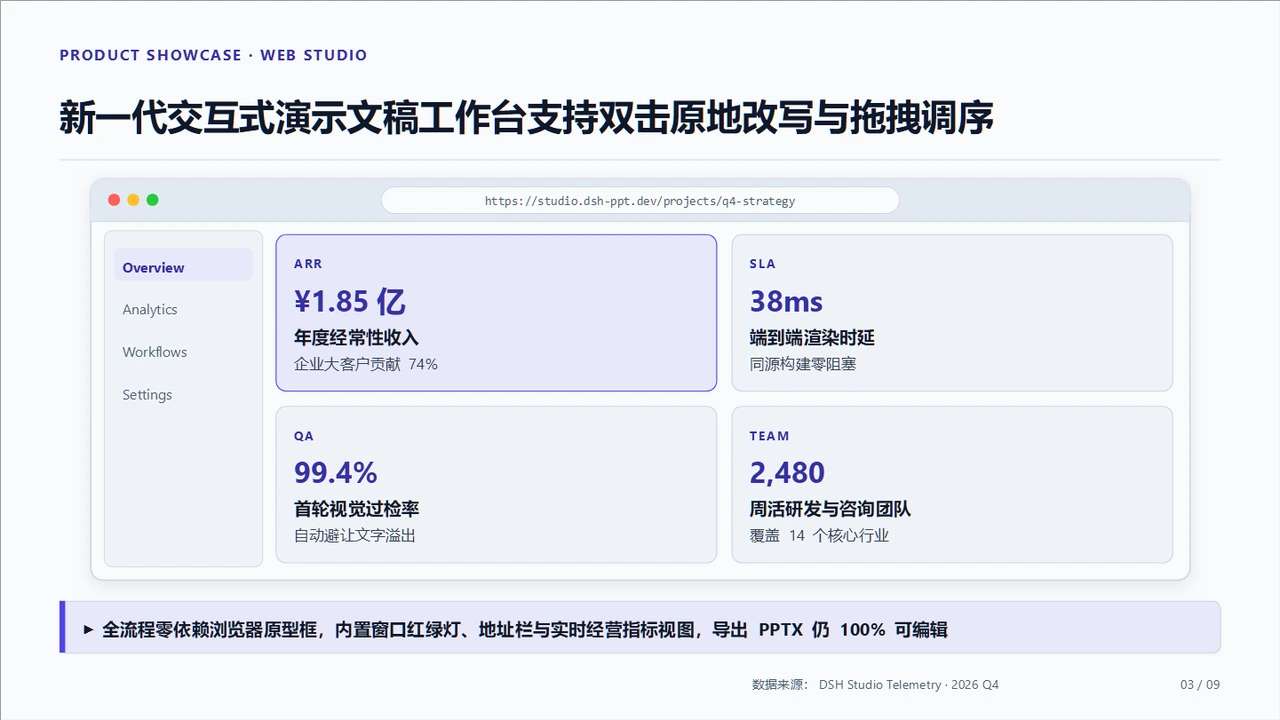 PRODUCT SHOWCASE · WEB STUDIO
新一代交互式演示文稿工作台支持双击原地改写与拖拽调序
https://studio.dsh-ppt.dev/projects/q4-strategy
Overview
Analytics
Workflows
Settings
ARR
¥1.85 亿
年度经常性收入
企业大客户贡献 74%
SLA
38ms
端到端渲染时延
同源构建零阻塞
QA
99.4%
首轮视觉过检率
自动避让文字溢出
TEAM
2,480
周活研发与咨询团队
覆盖 14 个核心行业
▶ 全流程零依赖浏览器原型框，内置窗口红绿灯、地址栏与实时经营指标视图，导出 PPTX 仍 100% 可编辑
数据来源： DSH Studio Telemetry · 2026 Q4
03 / 09